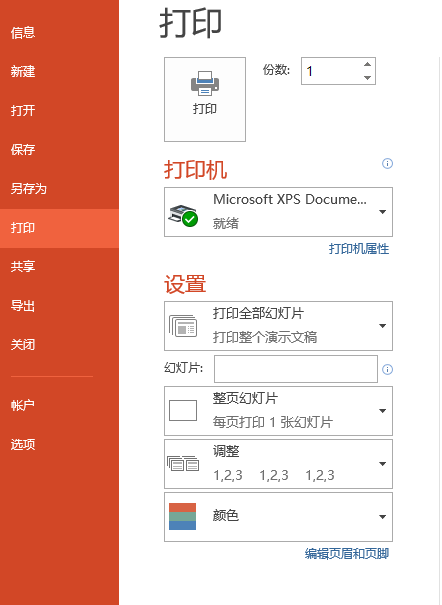 信息
新建
打开
保存
另存为
打印
共享
导出
关闭
帐户
选项
打印
打印
份数: 1
打印机
Microsoft XPS Docume...
就绪
打印机属性
设置
打印全部幻灯片
打印整个演示文稿
幻灯片:
整页幻灯片
每页打印 1 张幻灯片
调整
1,2,3 1,2,3 1,2,3
颜色
编辑页眉和页脚